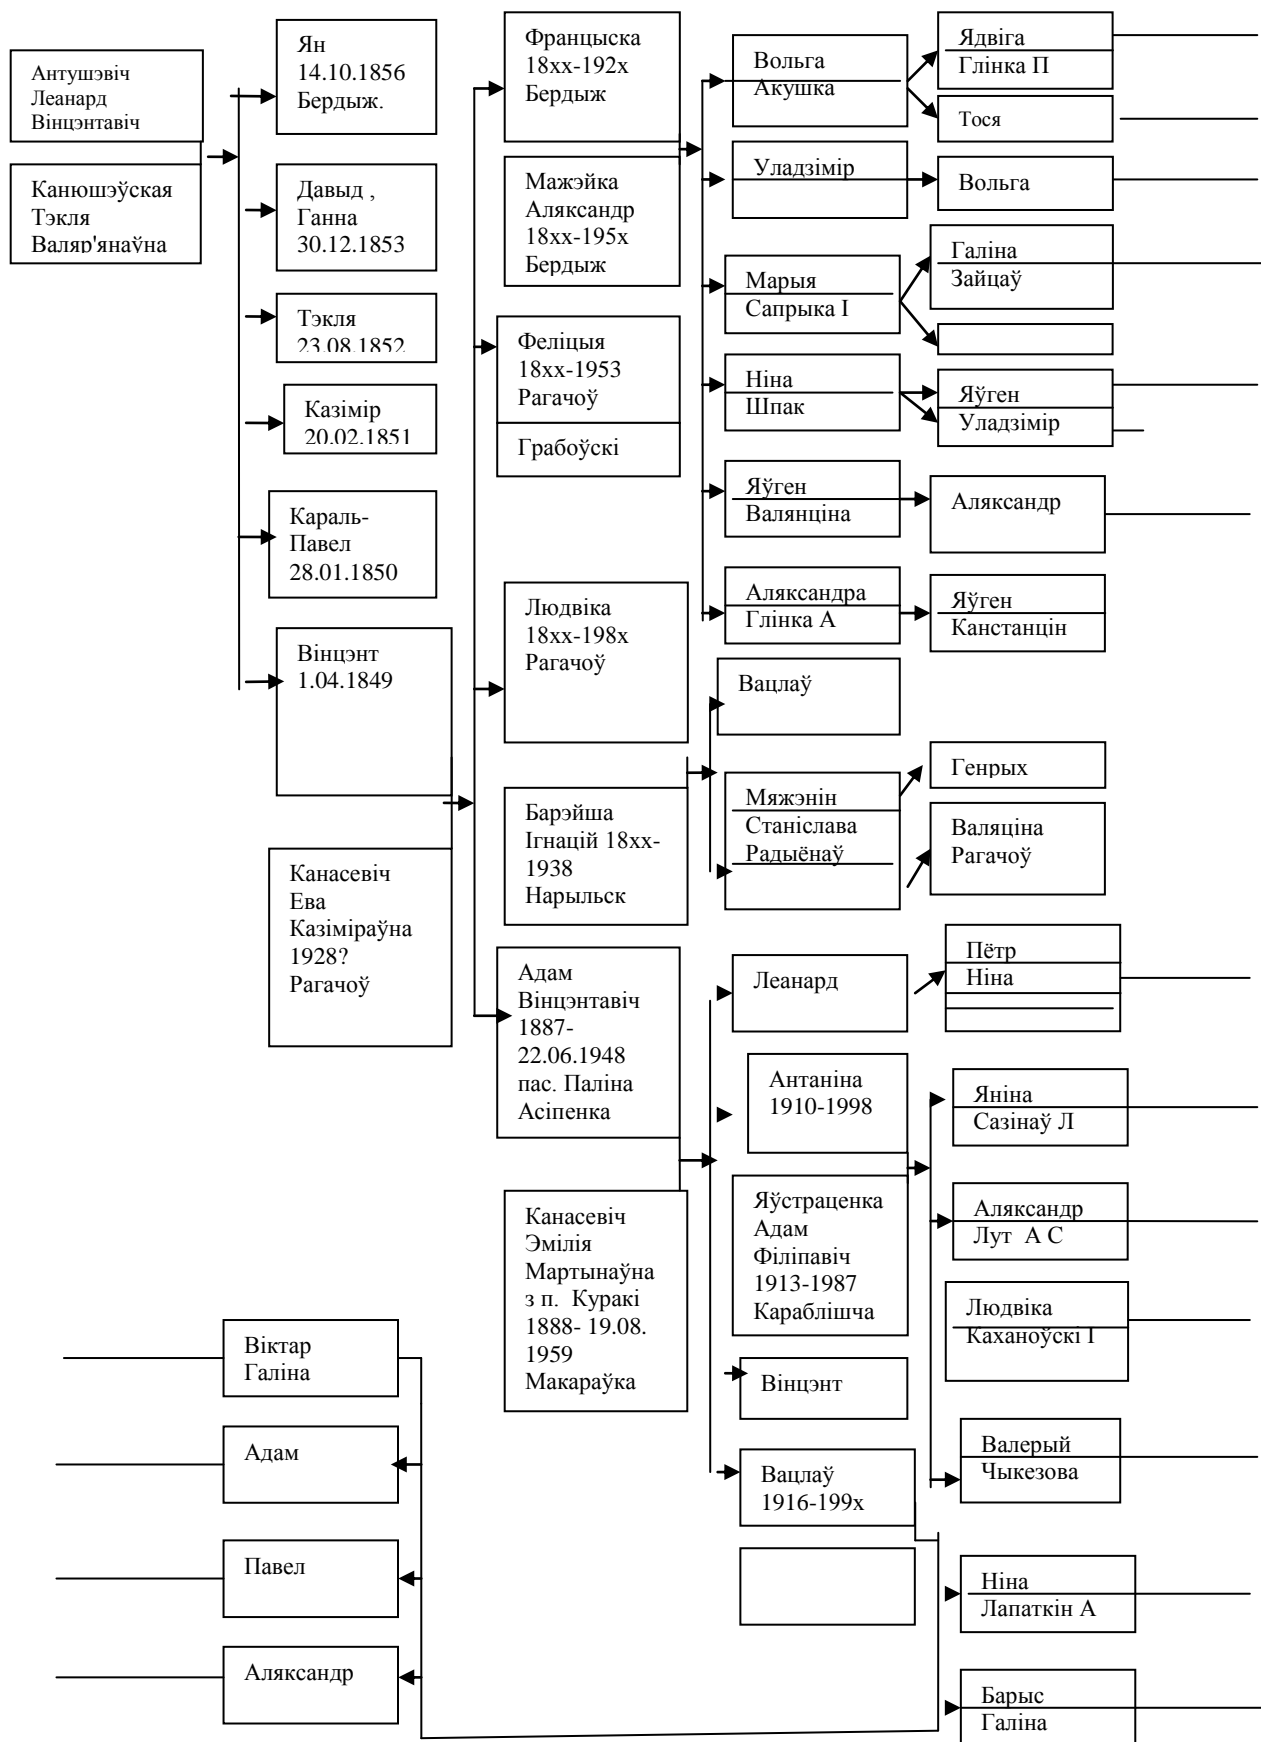 Антушэвіч
Леанард
Вінцэнтавіч
Канюшэўская
Тэкля
Валяр'янаўна
Ян
14.10.1856
Бердыж.
Давыд ,
Ганна
30.12.1853
Тэкля
23.08.1852
Казімір
20.02.1851
Караль-
Павел
28.01.1850
Вінцэнт
1.04.1849
Канасевіч
Ева
Казіміраўна
1928?
Рагачоў
Францыска
18хх-192х
Бердыж
Мажэйка
Аляксандр
18хх-195х
Бердыж
Феліцыя
18хх-1953
Рагачоў
Грабоўскі
Людвіка
18хх-198х
Рагачоў
Барэйша
Ігнацій 18хх-
1938
Нарыльск
Адам
Вінцэнтавіч
1887-
22.06.1948
пас. Паліна
Асіпенка
Канасевіч
Эмілія
Мартынаўна
з п. Куракі
1888- 19.08.
1959
Макараўка
Вольга
Акушка
Уладзімір
Марыя
Сапрыка І
Ніна
Шпак
Яўген
Валянціна
Аляксандра
Глінка А
Вацлаў
Мяжэнін
Станіслава
Радыёнаў
Леанард
Антаніна
1910-1998
Яўстраценка
Адам
Філіпавіч
1913-1987
Караблішча
Вінцэнт
Вацлаў
1916-199х
Ядвіга
Глінка П
Тося
Вольга
Галіна
Зайцаў
Яўген
Уладзімір
Аляксандр
Яўген
Канстанцін
Генрых
Валяціна
Рагачоў
Пётр
Ніна
Яніна
Сазінаў Л
Аляксандр
Лут А С
Людвіка
Каханоўскі І
Валерый
Чыкезова
Ніна
Лапаткін А
Барыс
Галіна
Віктар
Галіна
Адам
Павел
Аляксандр